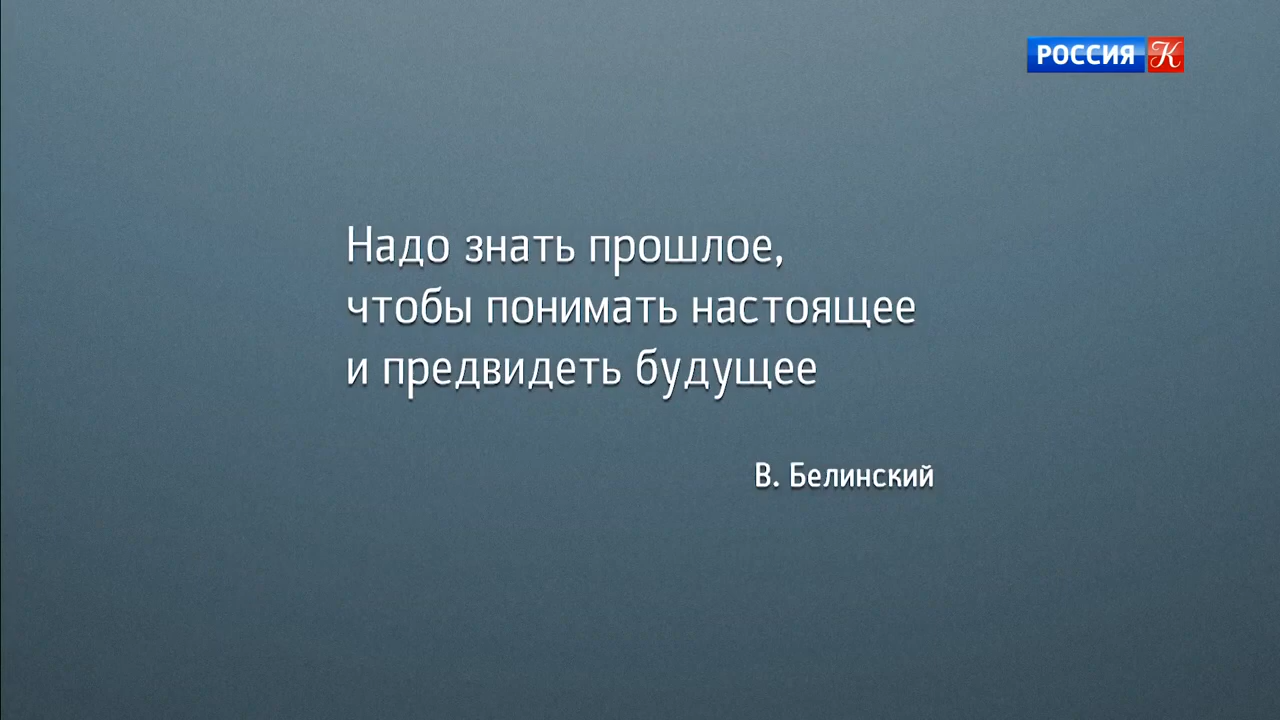 РОССИЯ К
Надо знать прошлое,
чтобы понимать настоящее
и предвидеть будущее
В. Белинский